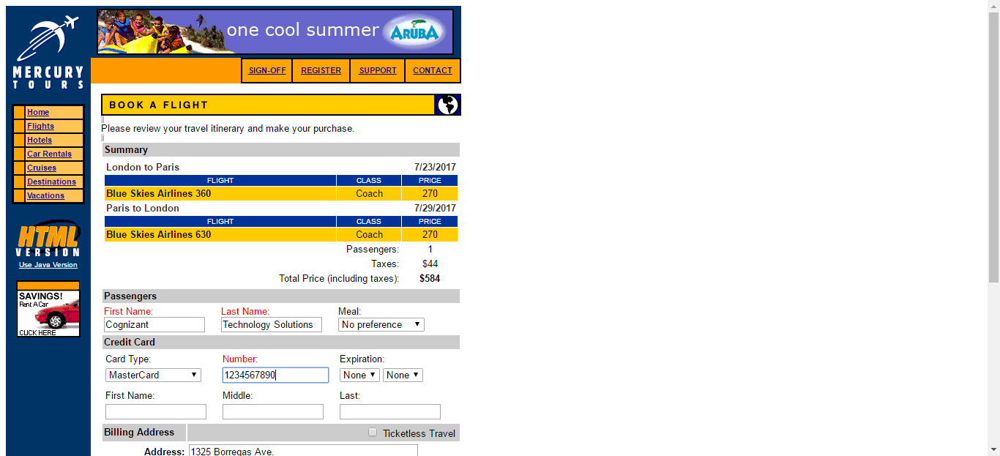 one cool summer ARUBA
MERCURY
TOURS
SIGN-OFF REGISTER SUPPORT CONTACT
BOOK A FLIGHT
Home
Flights
Hotels
Car Rentals
Cruises
Destinations
Vacations
HTML
VERSION
Use Java Version
SAVINGS!
Rent A Car
CLICK HERE
Please review your travel itinerary and make your purchase.
Summary
London to Paris 7/23/2017
FLIGHT CLASS PRICE
Blue Skies Airlines 360 Coach 270
Paris to London 7/29/2017
FLIGHT CLASS PRICE
Blue Skies Airlines 630 Coach 270
Passengers: 1
Taxes: $44
Total Price (including taxes): $584
Passengers
First Name: Last Name: Meal:
Cognizant Technology Solutions No preference
Credit Card
Card Type: Number: Expiration:
MasterCard 1234567890 None None
First Name: Middle: Last:
Billing Address Ticketless Travel
Address: 1325 Borregas Ave.